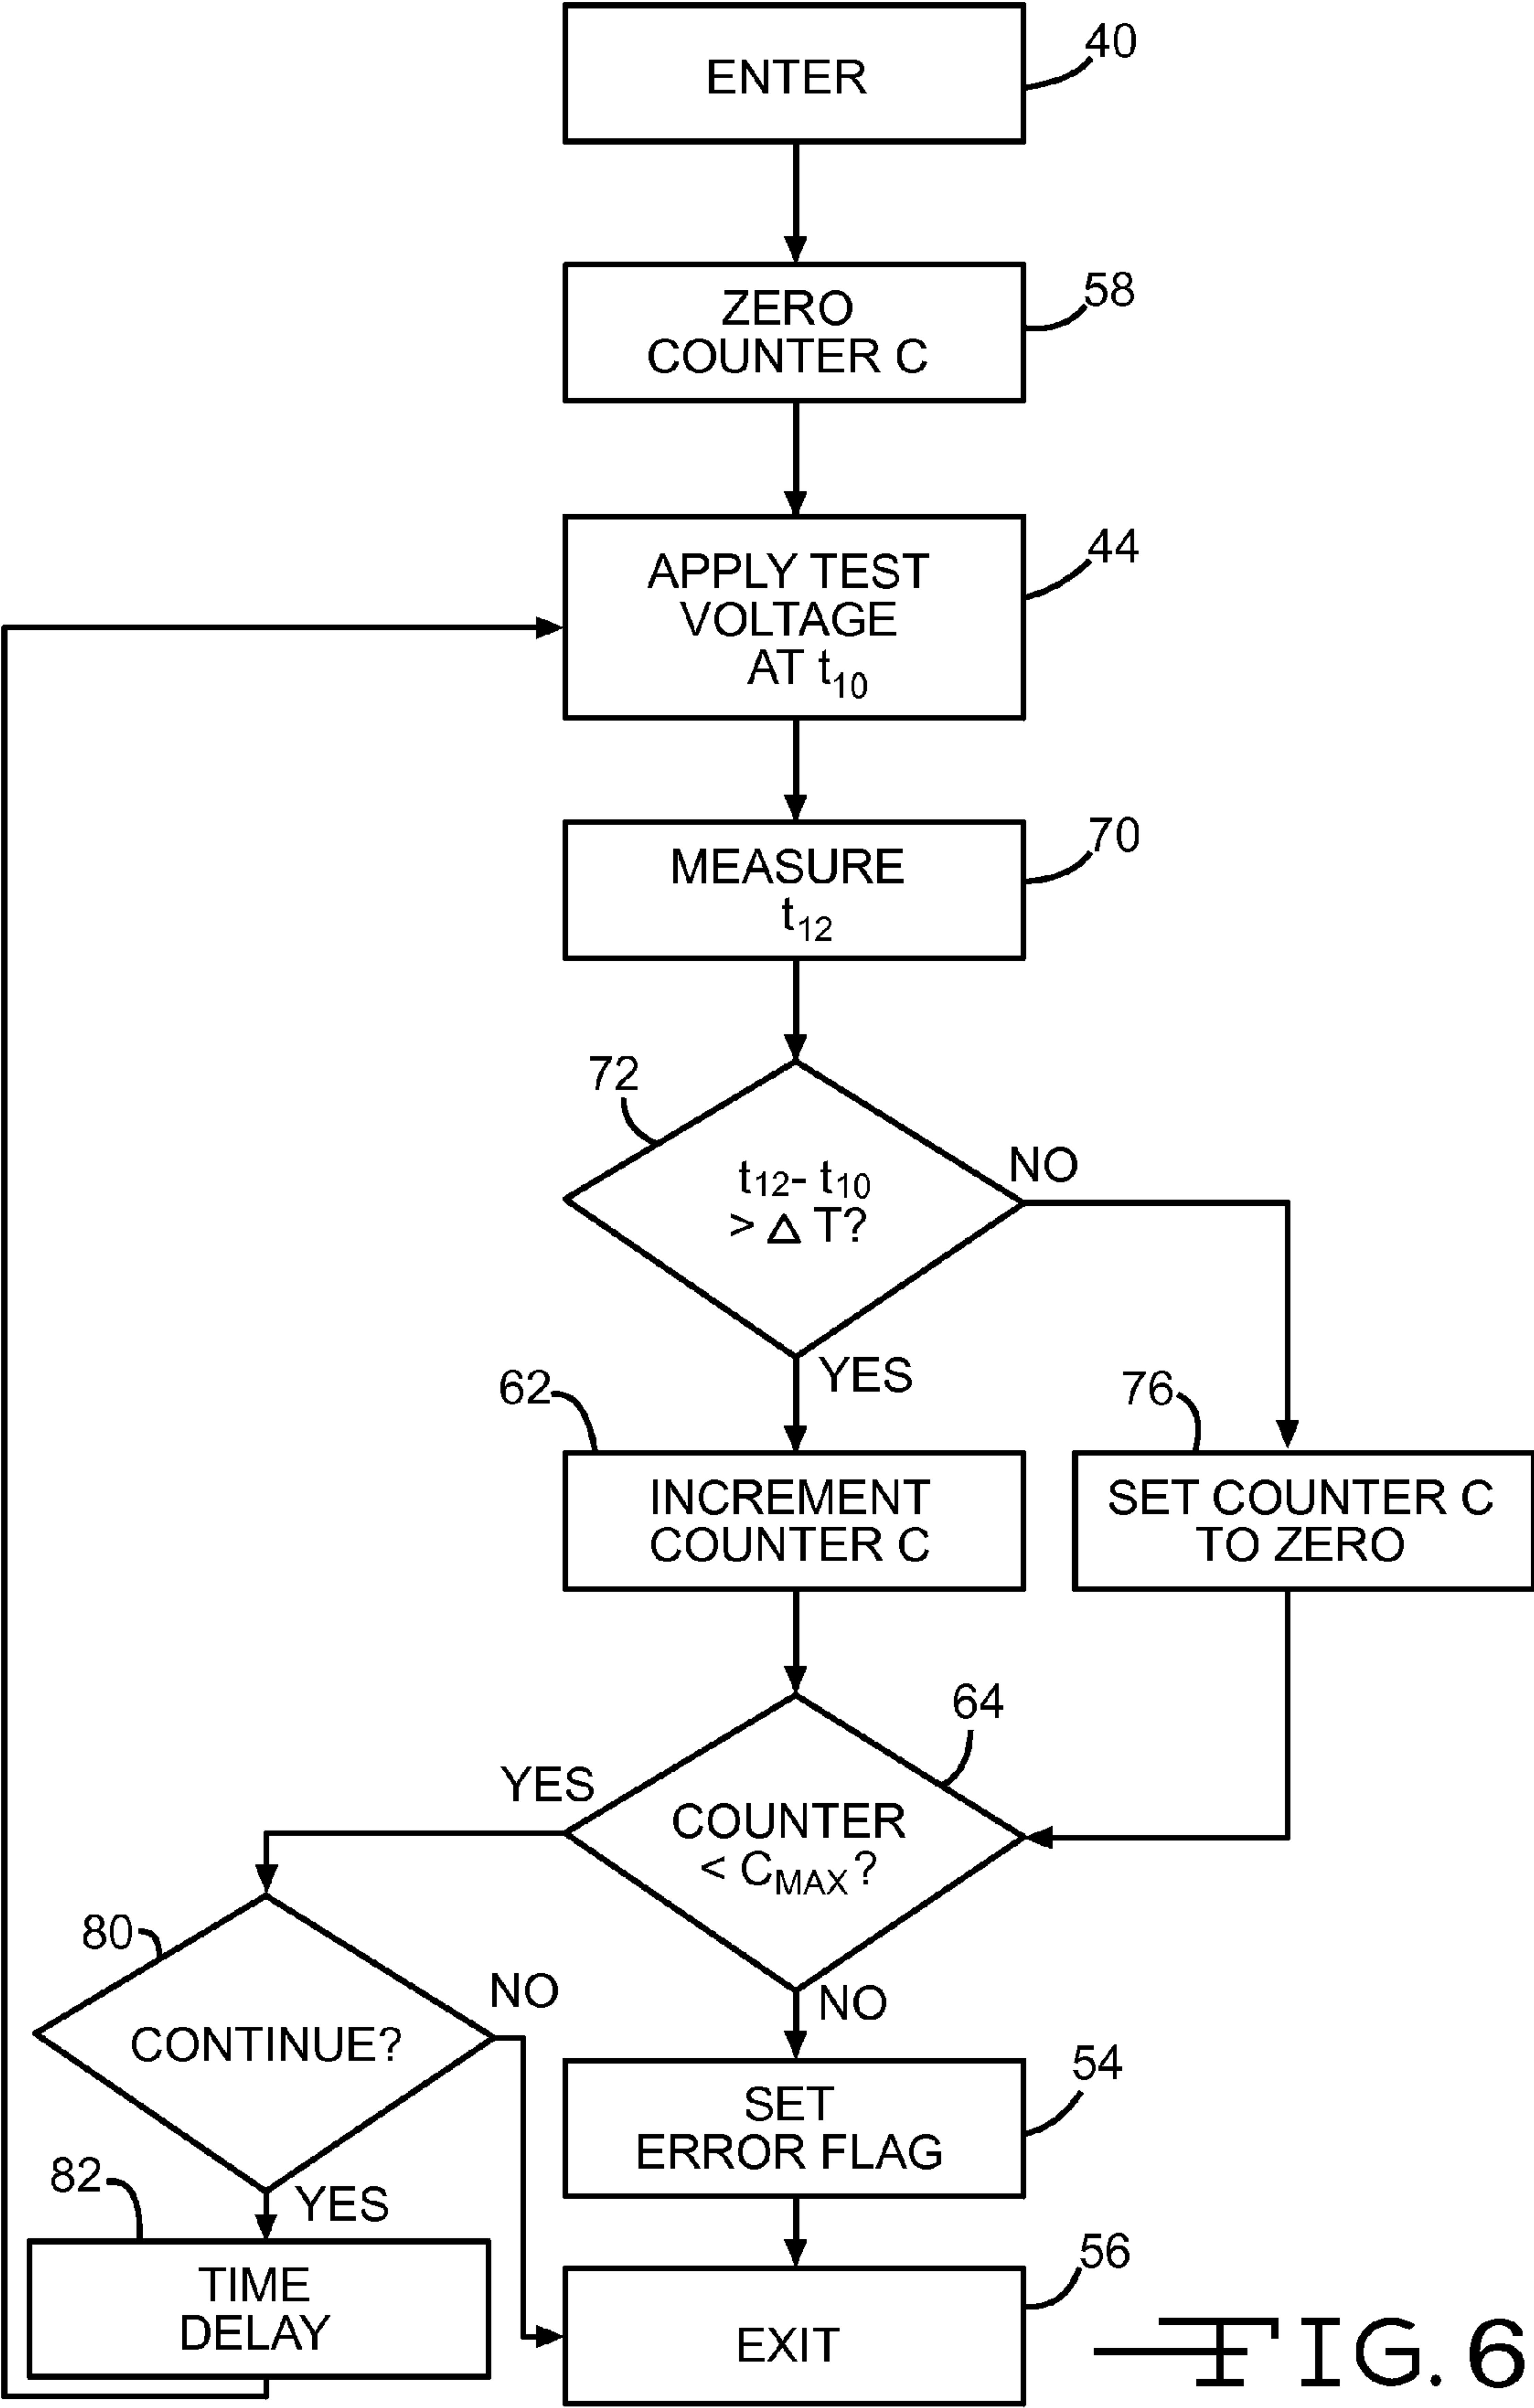 ENTER
40
ZERO
COUNTER C
58
APPLY TEST
VOLTAGE
AT t10
44
MEASURE
t12
70
72
t12- t10
> Δ T?
NO
YES
62
INCREMENT
COUNTER C
76
SET COUNTER C
TO ZERO
64
YES
COUNTER
< CMAX?
NO
80
CONTINUE?
NO
YES
54
SET
ERROR FLAG
82
TIME
DELAY
56
EXIT
FIG. 6